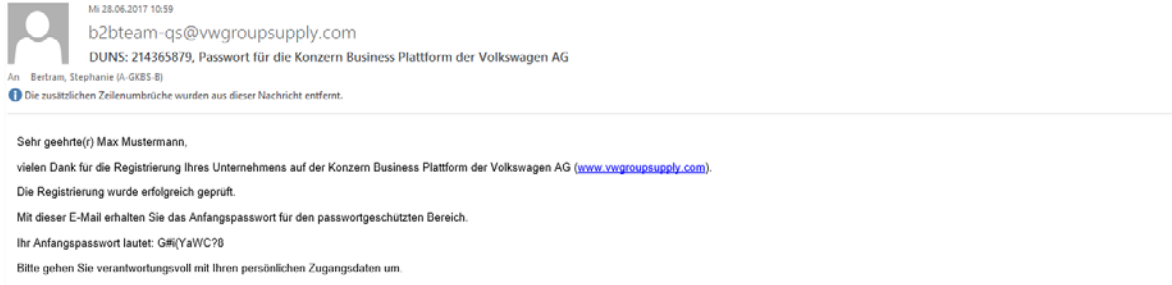 Mi 28.06.2017 10:59
b2bteam-qs@vwgroupsupply.com
DUNS: 214365879, Passwort für die Konzern Business Plattform der Volkswagen AG
An Bertram, Stephanie (A-GKBS-B)
Die zusätzlichen Zeilenumbrüche wurden aus dieser Nachricht entfernt.
Sehr geehrte(r) Max Mustermann,
vielen Dank für die Registrierung Ihres Unternehmens auf der Konzern Business Plattform der Volkswagen AG (www.vwgroupsupply.com).
Die Registrierung wurde erfolgreich geprüft.
Mit dieser E-Mail erhalten Sie das Anfangspasswort für den passwortgeschützten Bereich.
Ihr Anfangspasswort lautet: G#i(YaWC?8
Bitte gehen Sie verantwortungsvoll mit Ihren persönlichen Zugangsdaten um.